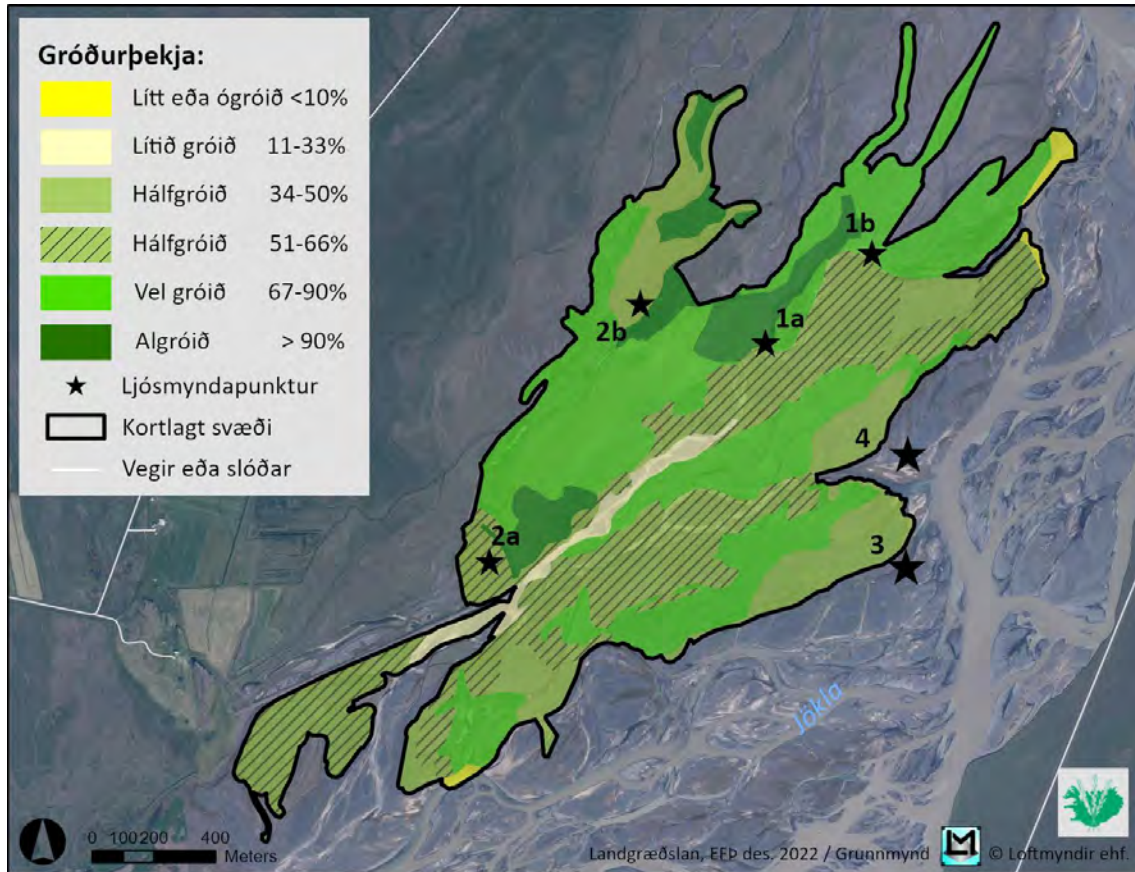 Gróðurþekja:
Lítt eða ógróið <10%
Lítið gróið 11-33%
Hálfgróið 34-50%
Hálfgróið 51-66%
Vel gróið 67-90%
Algróið > 90%
Ljósmyndapunktur
Kortlagt svæði
Vegir eða slóðar
1b
2b
1a
4
2a
3
Jökla
0 100200 400
Meters
Landgræðslan, EFÞ des. 2022 / Grunnmynd LM © Loftmyndir ehf.